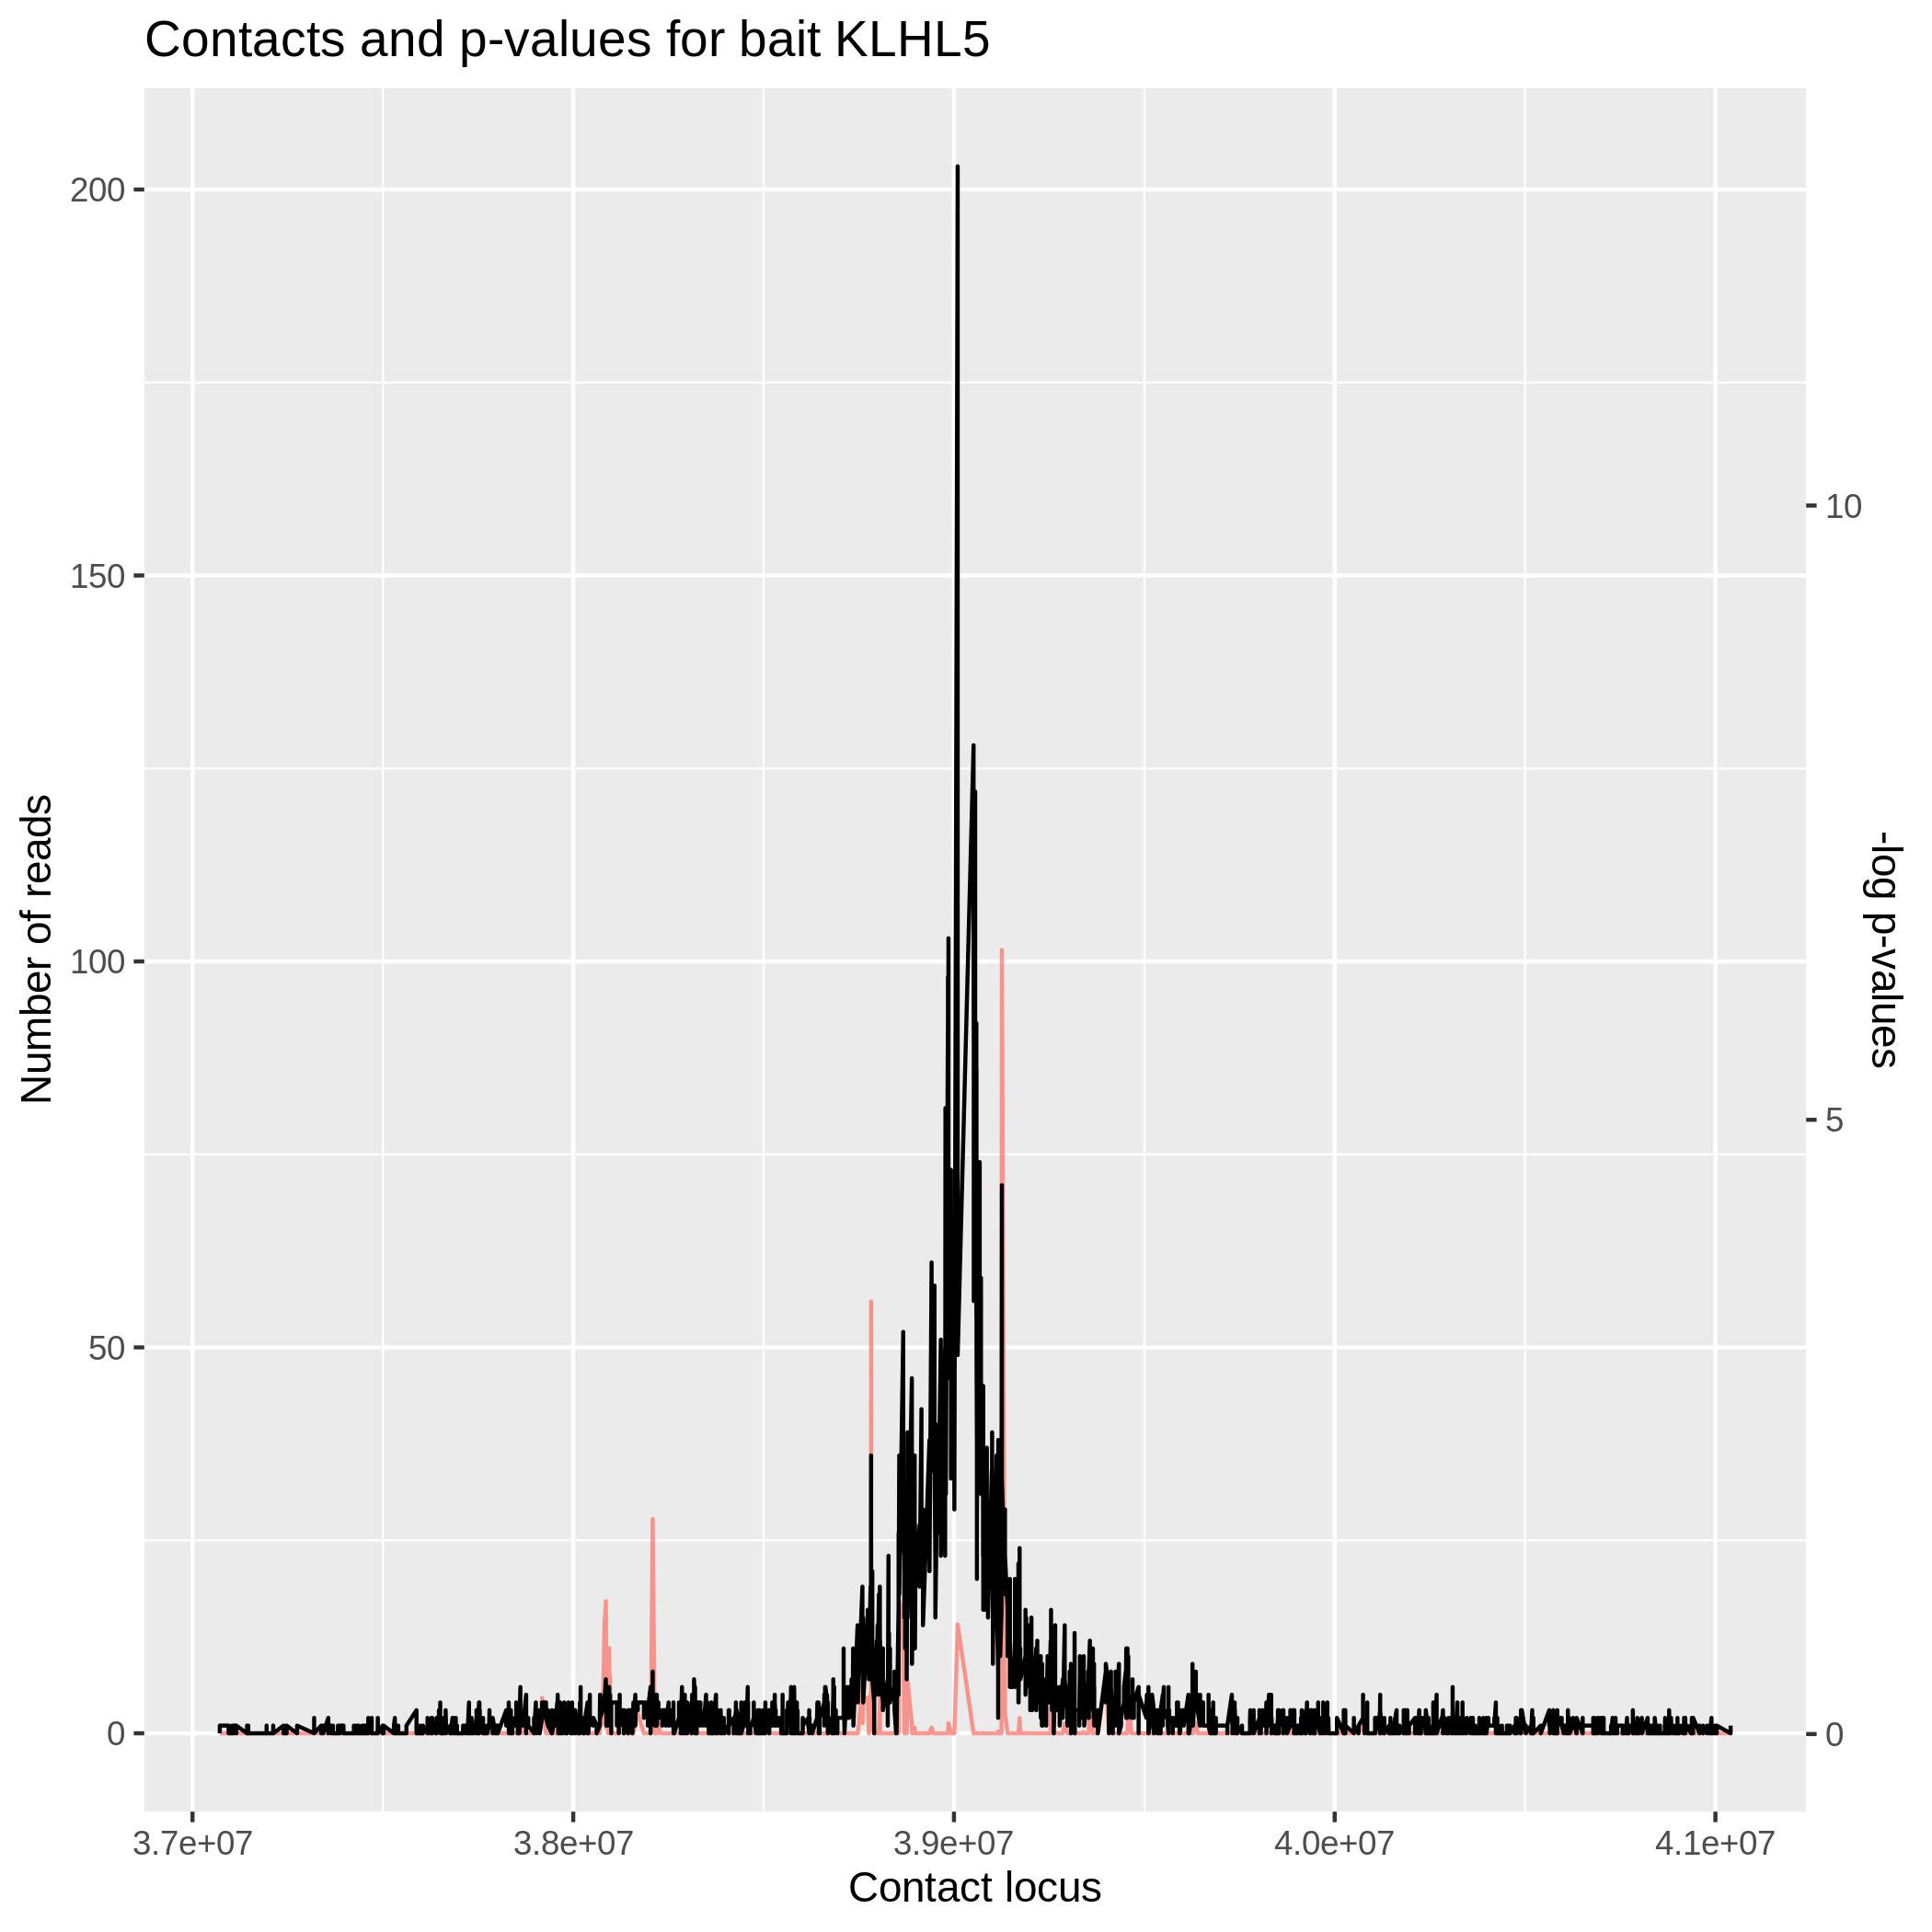 Contacts and p-values for bait KLHL5
200
150
100
50
0
Number of reads
10
5
0
-log p-values
3.7e+07
3.8e+07
3.9e+07
4.0e+07
4.1e+07
Contact locus